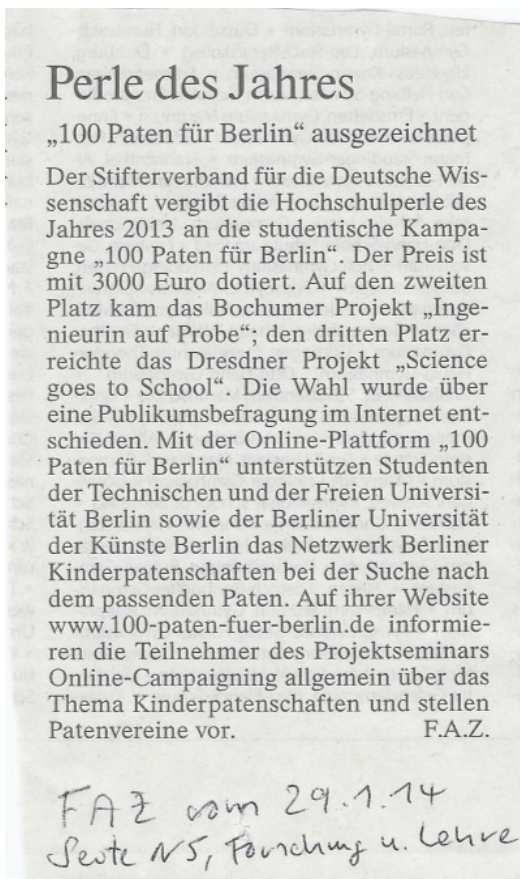 Perle des Jahres
„100 Paten für Berlin“ ausgezeichnet
Der Stifterverband für die Deutsche Wis-
senschaft vergibt die Hochschulperle des
Jahres 2013 an die studentische Kampa-
gne „100 Paten für Berlin“. Der Preis ist
mit 3000 Euro dotiert. Auf den zweiten
Platz kam das Bochumer Projekt „Inge-
nieurin auf Probe“; den dritten Platz er-
reichte das Dresdner Projekt „Science
goes to School“. Die Wahl wurde über
eine Publikumsbefragung im Internet ent-
schieden. Mit der Online-Plattform „100
Paten für Berlin“ unterstützen Studenten
der Technischen und der Freien Universi-
tät Berlin sowie der Berliner Universität
der Künste Berlin das Netzwerk Berliner
Kinderpatenschaften bei der Suche nach
dem passenden Paten. Auf ihrer Website
www.100-paten-fuer-berlin.de informie-
ren die Teilnehmer des Projektseminars
Online-Campaigning allgemein über das
Thema Kinderpatenschaften und stellen
Patenvereine vor. F.A.Z.
FAZ vom 29.1.14
Seite N5, Forschung u. Lehre